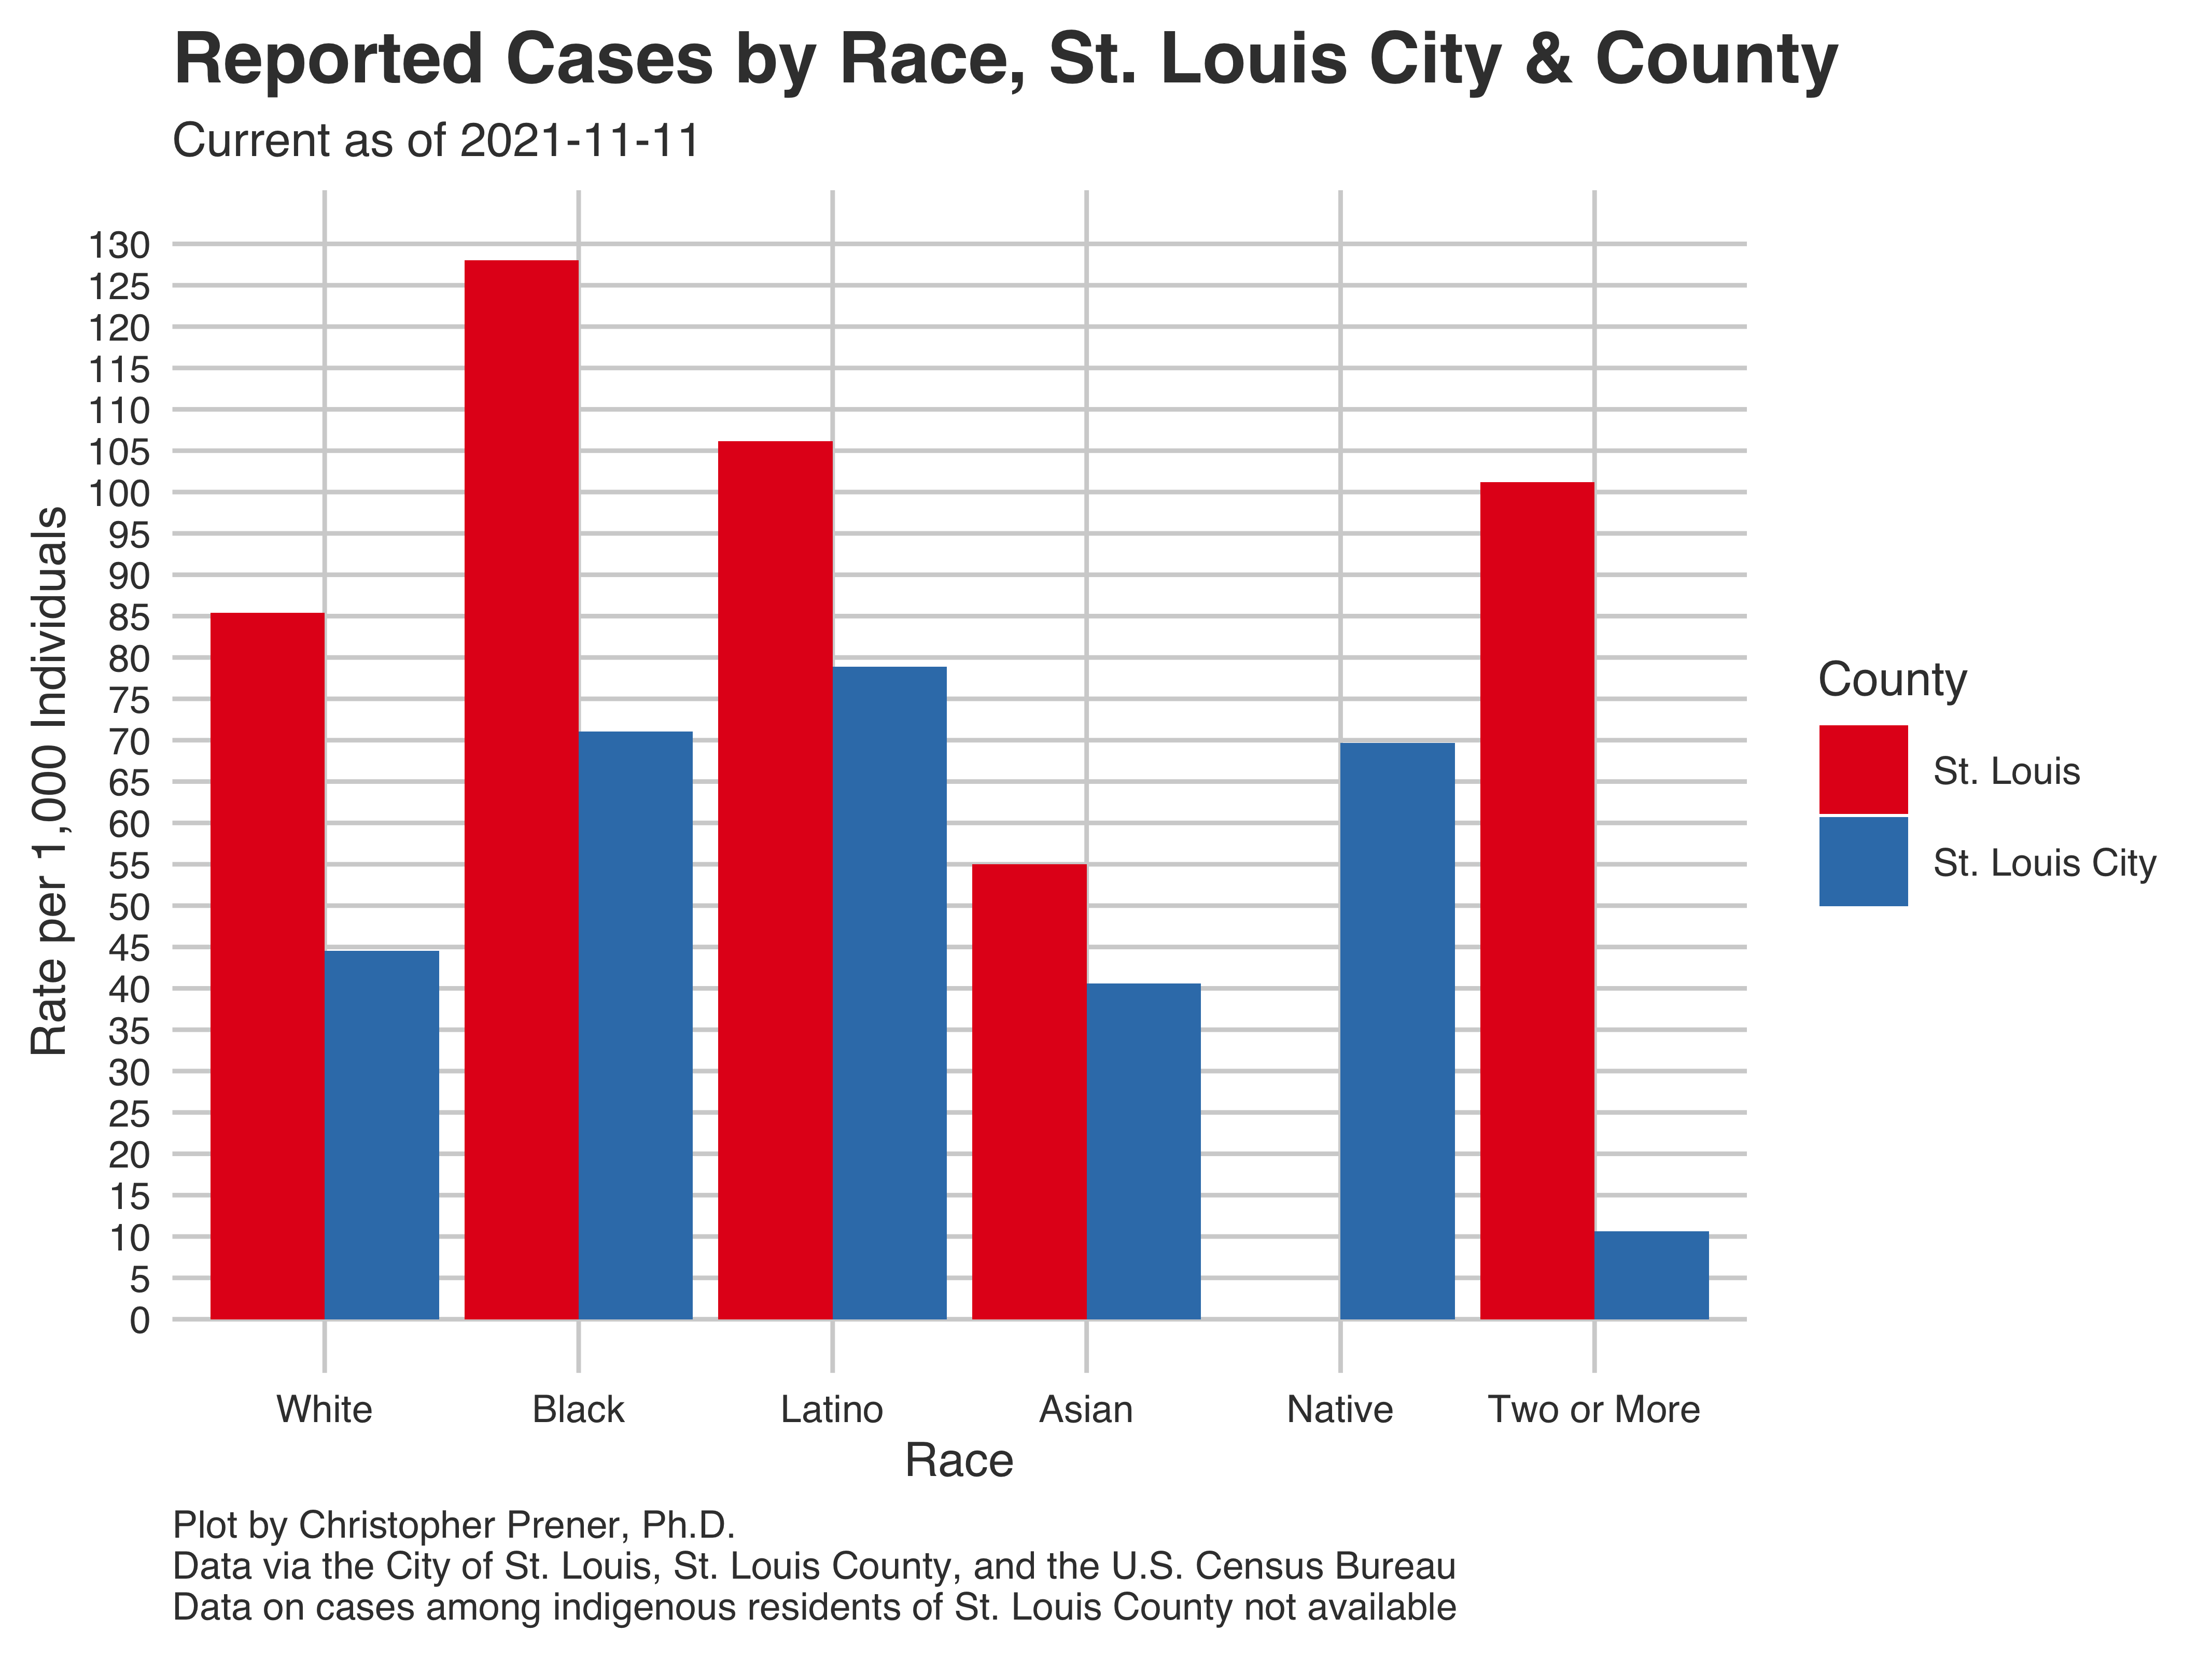 Reported Cases by Race, St. Louis City & County
Current as of 2021-11-11
Rate per 1,000 Individuals
130
125
120
115
110
105
100
95
90
85
80
75
70
65
60
55
50
45
40
35
30
25
20
15
10
5
0
White Black Latino Asian Native Two or More
Race
County
St. Louis
St. Louis City
Plot by Christopher Prener, Ph.D.
Data via the City of St. Louis, St. Louis County, and the U.S. Census Bureau
Data on cases among indigenous residents of St. Louis County not available